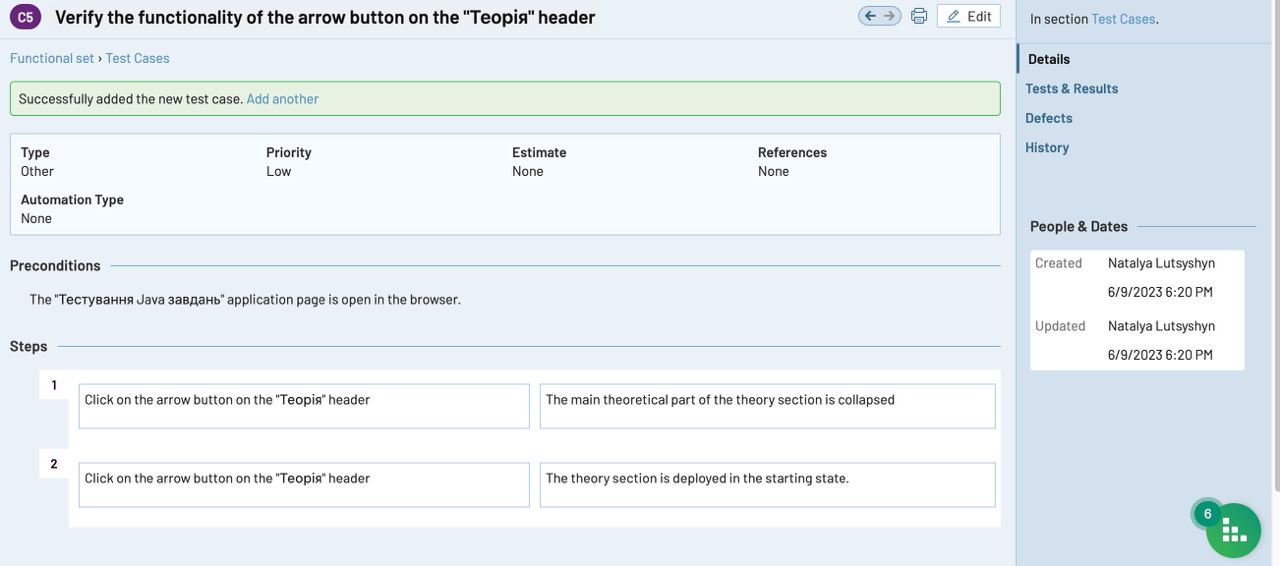 C5 Verify the functionality of the arrow button on the "Теорія" header
Edit
Functional set › Test Cases
Successfully added the new test case. Add another
Type Priority Estimate References
Other Low None None
Automation Type
None
Preconditions
The "Тестування Java завдань" application page is open in the browser.
Steps
1
Click on the arrow button on the "Теорія" header
The main theoretical part of the theory section is collapsed
2
Click on the arrow button on the "Теорія" header
The theory section is deployed in the starting state.
In section Test Cases.
Details
Tests & Results
Defects
History
People & Dates
Created Natalya Lutsyshyn
6/9/2023 6:20 PM
Updated Natalya Lutsyshyn
6/9/2023 6:20 PM
6